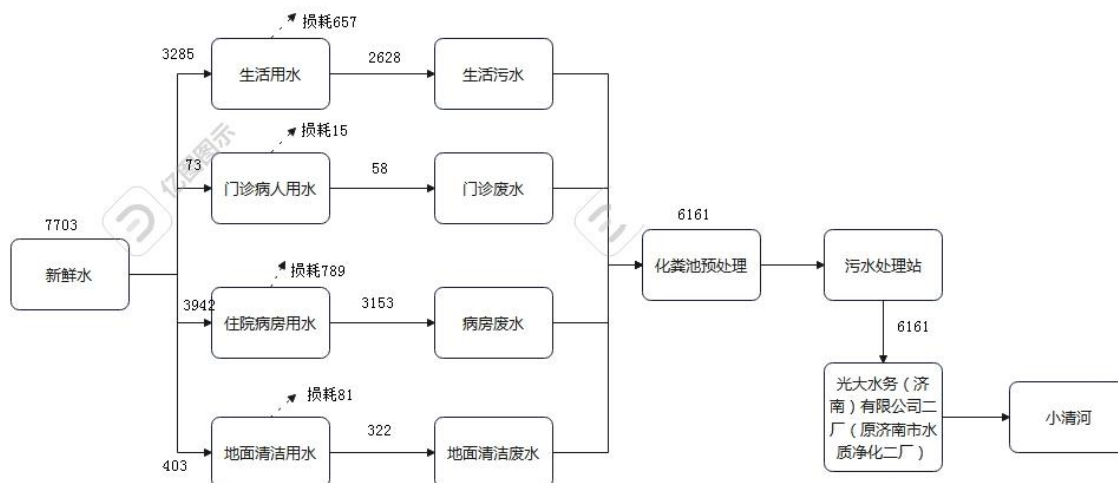 损耗657
3285
生活用水
2628
生活污水
损耗15
73
门诊病人用水
58
门诊废水
7703
新鲜水
6161
化粪池预处理
污水处理站
损耗789
3942
住院病房用水
3153
病房废水
6161
光大水务（济
南）有限公司二
厂（原济南市水
质净化二厂）
小清河
损耗81
403
地面清洁用水
322
地面清洁废水
亿图图示